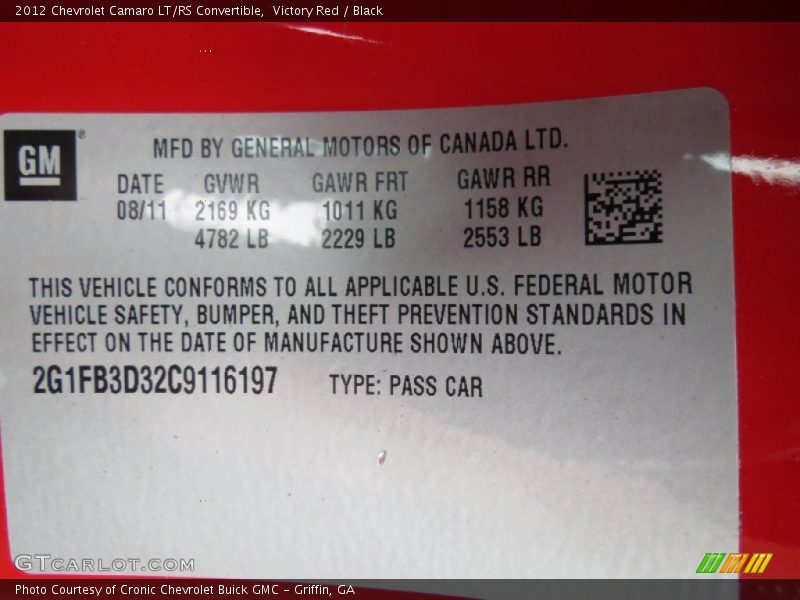 2012 Chevrolet Camaro LT/RS Convertible, Victory Red / Black
GM
MFD BY GENERAL MOTORS OF CANADA LTD.
DATE GVWR GAWR FRT GAWR RR
08/11 2169 KG 1011 KG 1158 KG
4782 LB 2229 LB 2553 LB
THIS VEHICLE CONFORMS TO ALL APPLICABLE U.S. FEDERAL MOTOR
VEHICLE SAFETY, BUMPER, AND THEFT PREVENTION STANDARDS IN
EFFECT ON THE DATE OF MANUFACTURE SHOWN ABOVE.
2G1FB3D32C9116197 TYPE: PASS CAR
GTCARLOT.COM
Photo Courtesy of Cronic Chevrolet Buick GMC - Griffin, GA